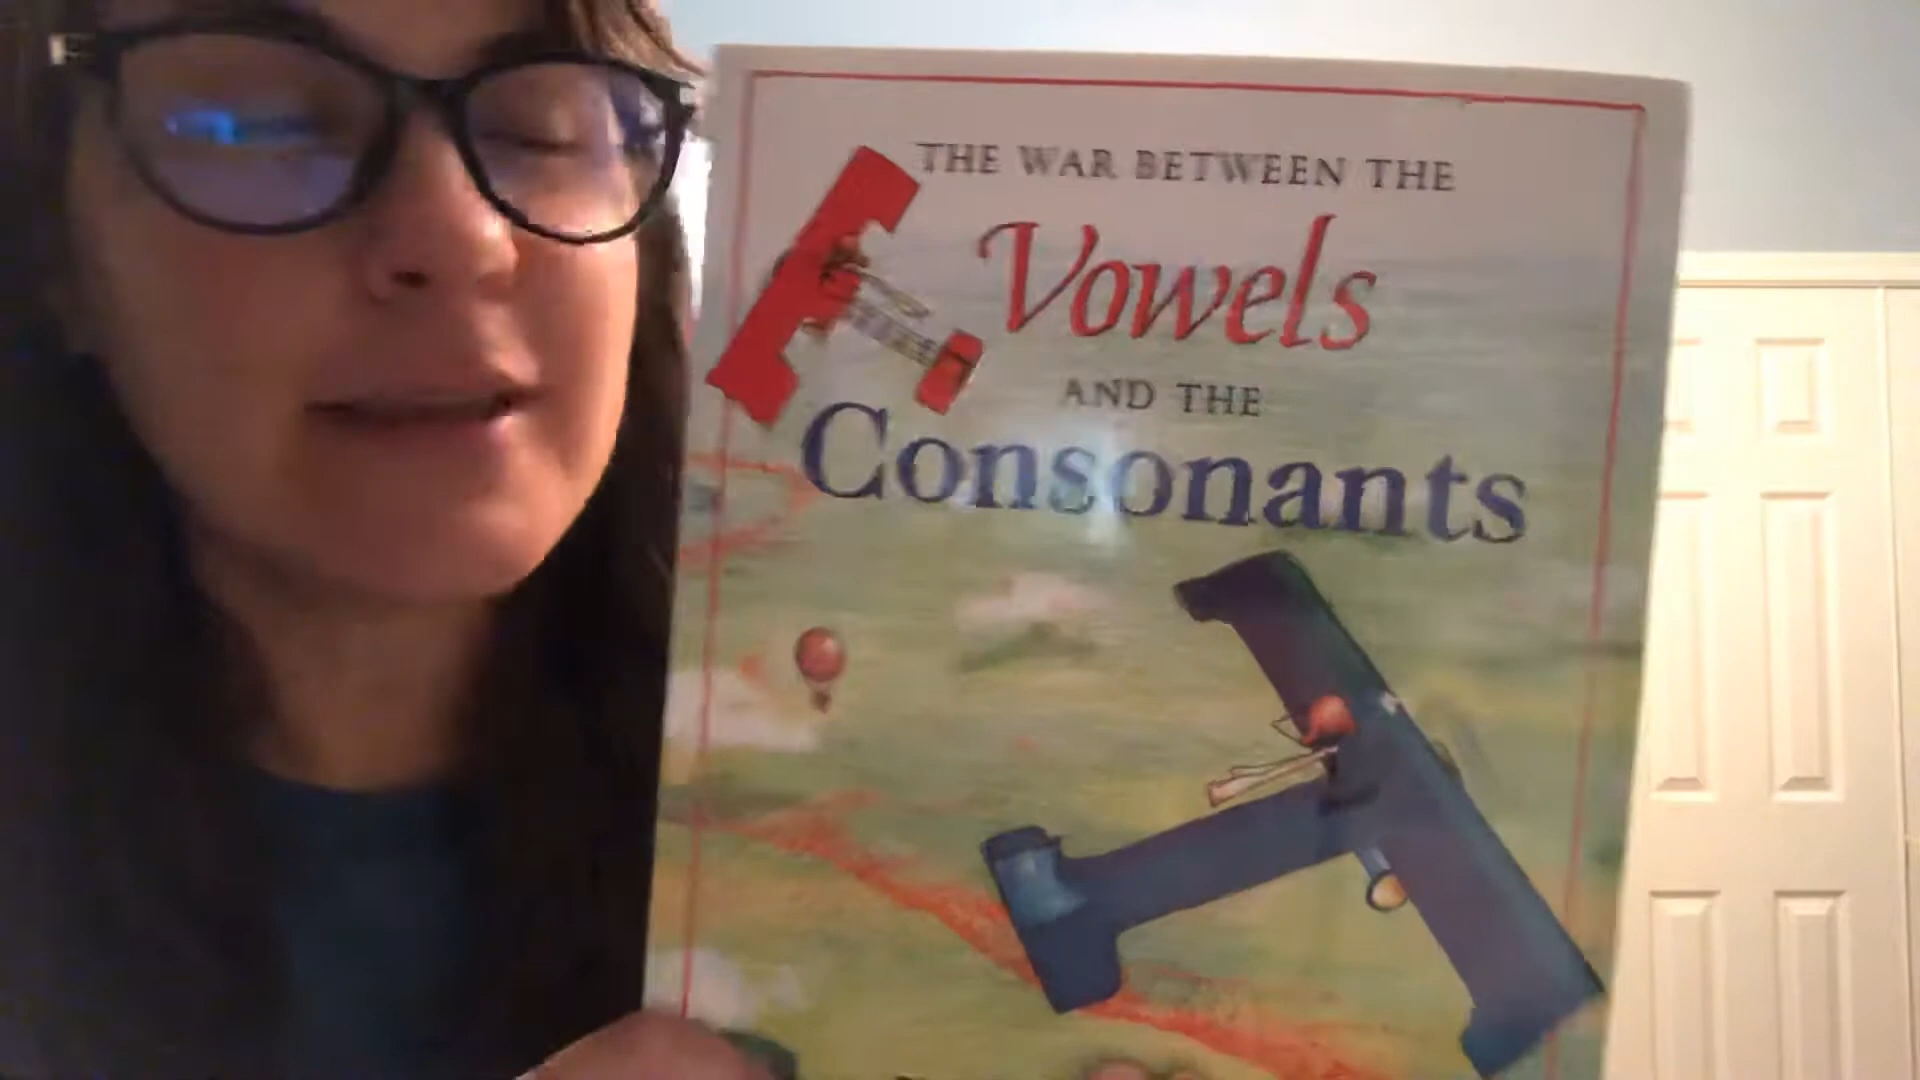 THE WAR BETWEEN THE
Vowels
AND THE
Consonants